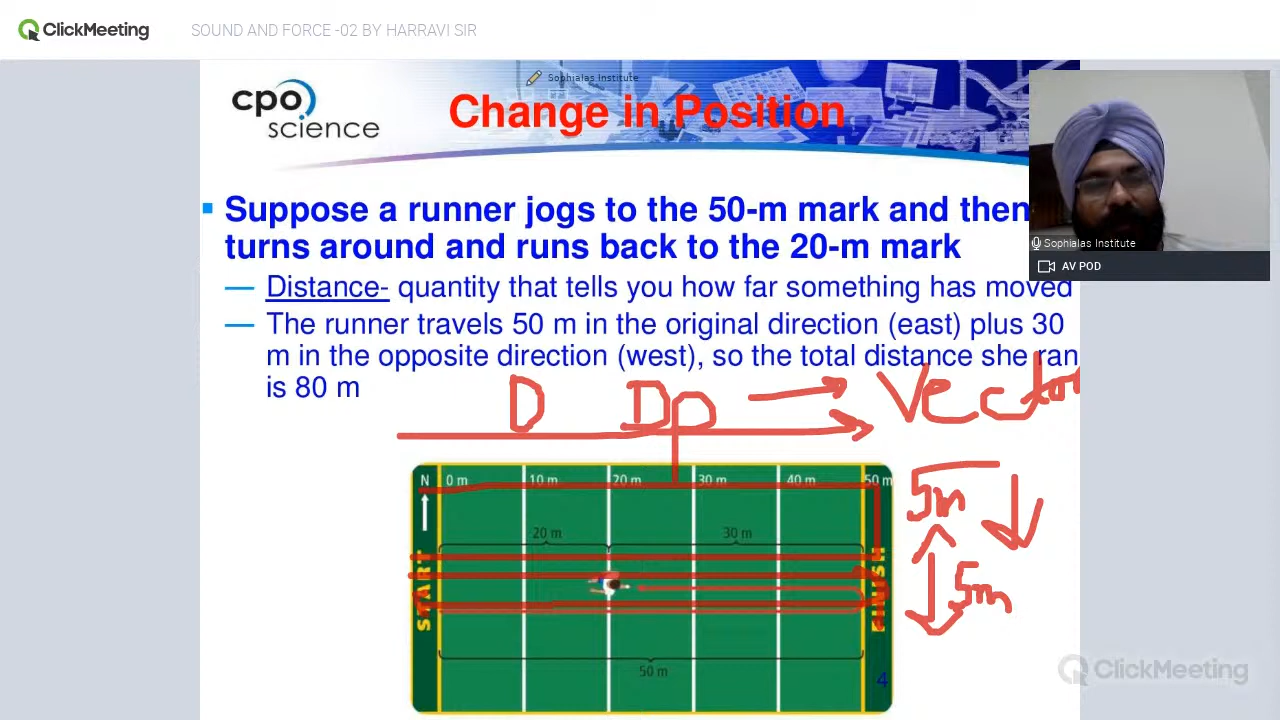 ClickMeeting SOUND AND FORCE -02 BY HARRAVI SIR
Sophialas Institute
cpo science
Change in Position
Suppose a runner jogs to the 50-m mark and then
turns around and runs back to the 20-m mark
Sophialas Institute
AV POD
— Distance- quantity that tells you how far something has moved
— The runner travels 50 m in the original direction (east) plus 30
m in the opposite direction (west), so the total distance she ran
is 80 m
D DP Vector
N 0 m 10 m 20 m 30 m 40 m 50 m
5m
20 m 30 m
START FINISH
5m
50 m
4
ClickMeeting